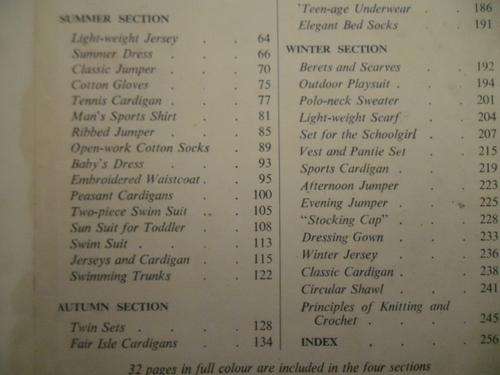 SUMMER SECTION
Light-weight Jersey . . 64
Summer Dress . . 66
Classic Jumper . . 70
Cotton Gloves . . 75
Tennis Cardigan . . 77
Man's Sports Shirt . . 81
Ribbed Jumper . . 85
Open-work Cotton Socks . 89
Baby's Dress . . 93
Embroidered Waistcoat . . 95
Peasant Cardigans . . 100
Two-piece Swim Suit . . 105
Sun Suit for Toddler . . 108
Swim Suit . . . 113
Jerseys and Cardigan . . 115
Swimming Trunks . . 122
AUTUMN SECTION
Twin Sets . . . . 128
Fair Isle Cardigans . . 134
'Teen-age Underwear . . 186
Elegant Bed Socks . . 191
WINTER SECTION
Berets and Scarves . . 192
Outdoor Playsuit . . 194
Polo-neck Sweater . . 201
Light-weight Scarf . . 204
Set for the Schoolgirl . . 207
Vest and Pantie Set . . 215
Sports Cardigan . . . 219
Afternoon Jumper . . 223
Evening Jumper . . 225
"Stocking Cap" . . . 228
Dressing Gown . . . 233
Winter Jersey . . . 236
Classic Cardigan . . . 238
Circular Shawl . . . 241
Principles of Knitting and
Crochet . . . . 245
INDEX . . . . 256
32 pages in full colour are included in the four sections